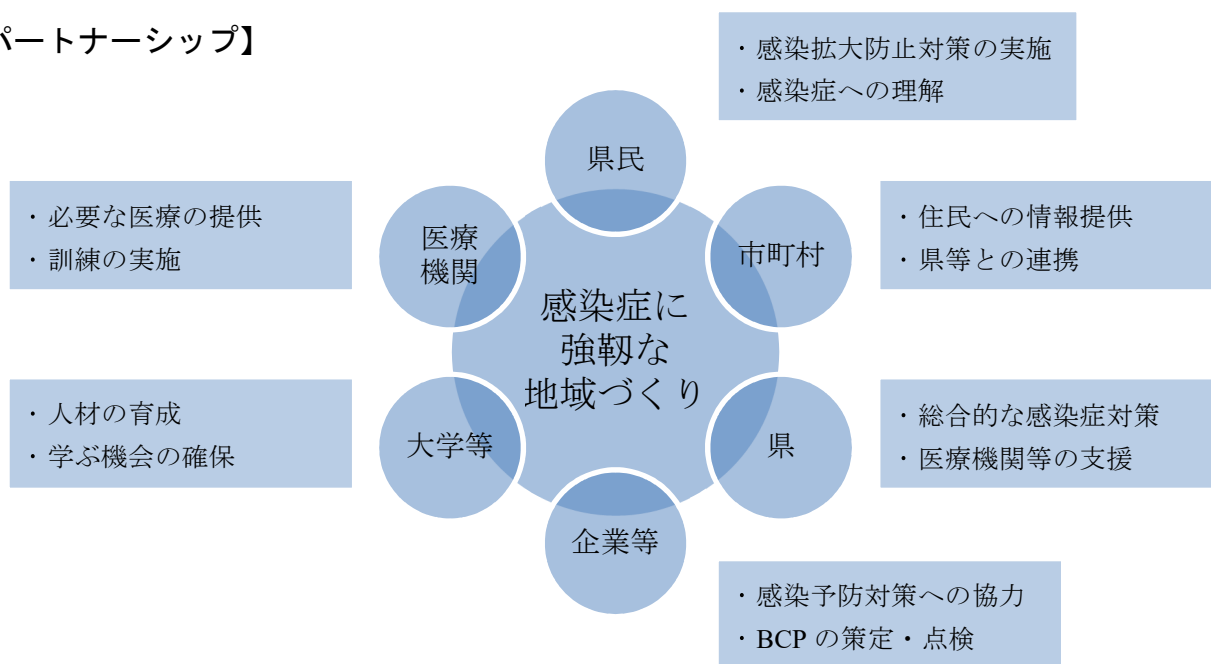 パートナーシップ】
・感染拡大防止対策の実施
・感染症への理解
県民
・必要な医療の提供
・訓練の実施
医療
機関
市町村
・住民への情報提供
・県等との連携
感染症に
強靱な
地域づくり
・人材の育成
・学ぶ機会の確保
大学等
県
・総合的な感染症対策
・医療機関等の支援
企業等
・感染予防対策への協力
・BCP の策定・点検